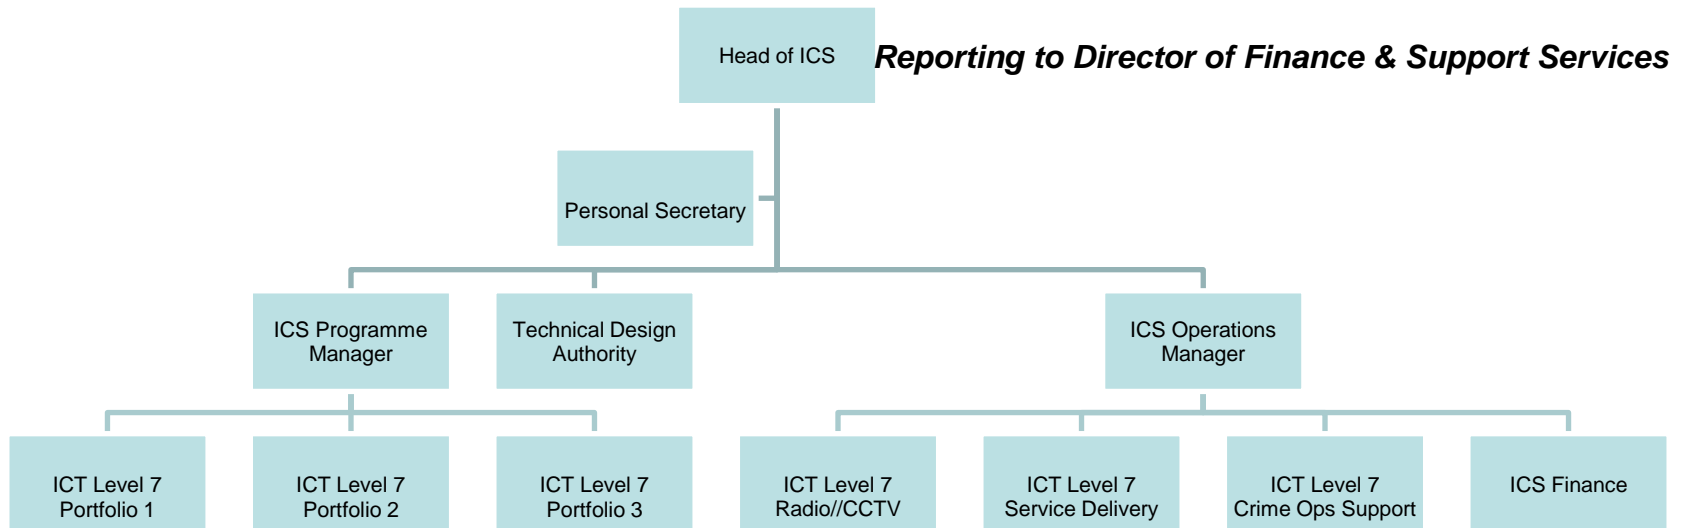 Head of ICS
Reporting to Director of Finance & Support Services
Personal Secretary
ICS Programme
Manager
Technical Design
Authority
ICS Operations
Manager
ICT Level 7
Portfolio 1
ICT Level 7
Portfolio 2
ICT Level 7
Portfolio 3
ICT Level 7
Radio//CCTV
ICT Level 7
Service Delivery
ICT Level 7
Crime Ops Support
ICS Finance